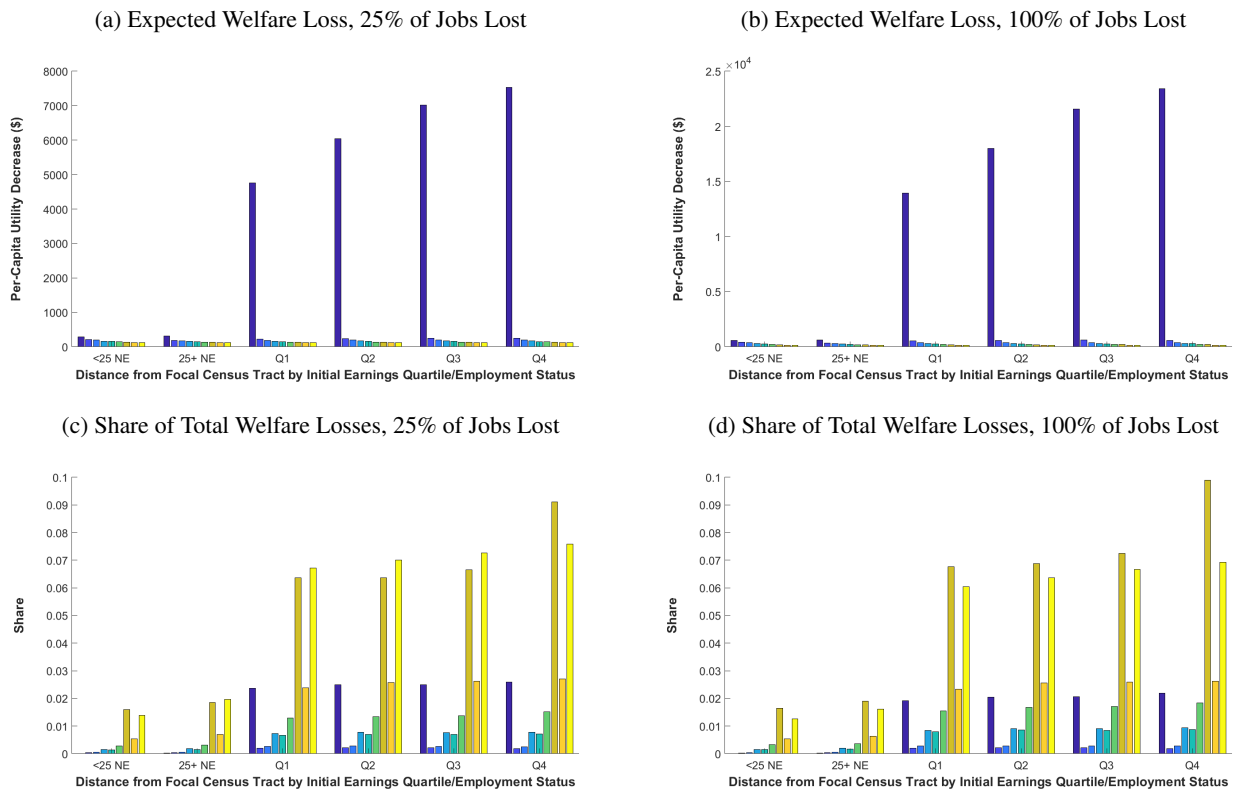 (a) Expected Welfare Loss, 25% of Jobs Lost
8000
7000
6000
5000
4000
3000
2000
1000
0
Per-Capita Utility Decrease ($)
<25 NE 25+ NE Q1 Q2 Q3 Q4
Distance from Focal Census Tract by Initial Earnings Quartile/Employment Status
(b) Expected Welfare Loss, 100% of Jobs Lost
×10⁴
2.5
2
1.5
1
0.5
0
Per-Capita Utility Decrease ($)
<25 NE 25+ NE Q1 Q2 Q3 Q4
Distance from Focal Census Tract by Initial Earnings Quartile/Employment Status
(c) Share of Total Welfare Losses, 25% of Jobs Lost
0.1
0.09
0.08
0.07
0.06
0.05
0.04
0.03
0.02
0.01
0
Share
<25 NE 25+ NE Q1 Q2 Q3 Q4
Distance from Focal Census Tract by Initial Earnings Quartile/Employment Status
(d) Share of Total Welfare Losses, 100% of Jobs Lost
0.1
0.09
0.08
0.07
0.06
0.05
0.04
0.03
0.02
0.01
0
Share
<25 NE 25+ NE Q1 Q2 Q3 Q4
Distance from Focal Census Tract by Initial Earnings Quartile/Employment Status